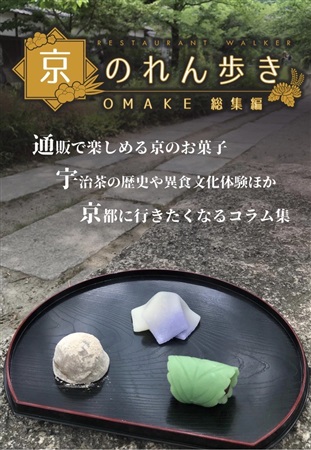 RESTAURANT WALKER
京のれん歩き
OMAKE 総集編
通販で楽しめる京のお菓子
宇治茶の歴史や異食文化体験ほか
京都に行きたくなるコラム集